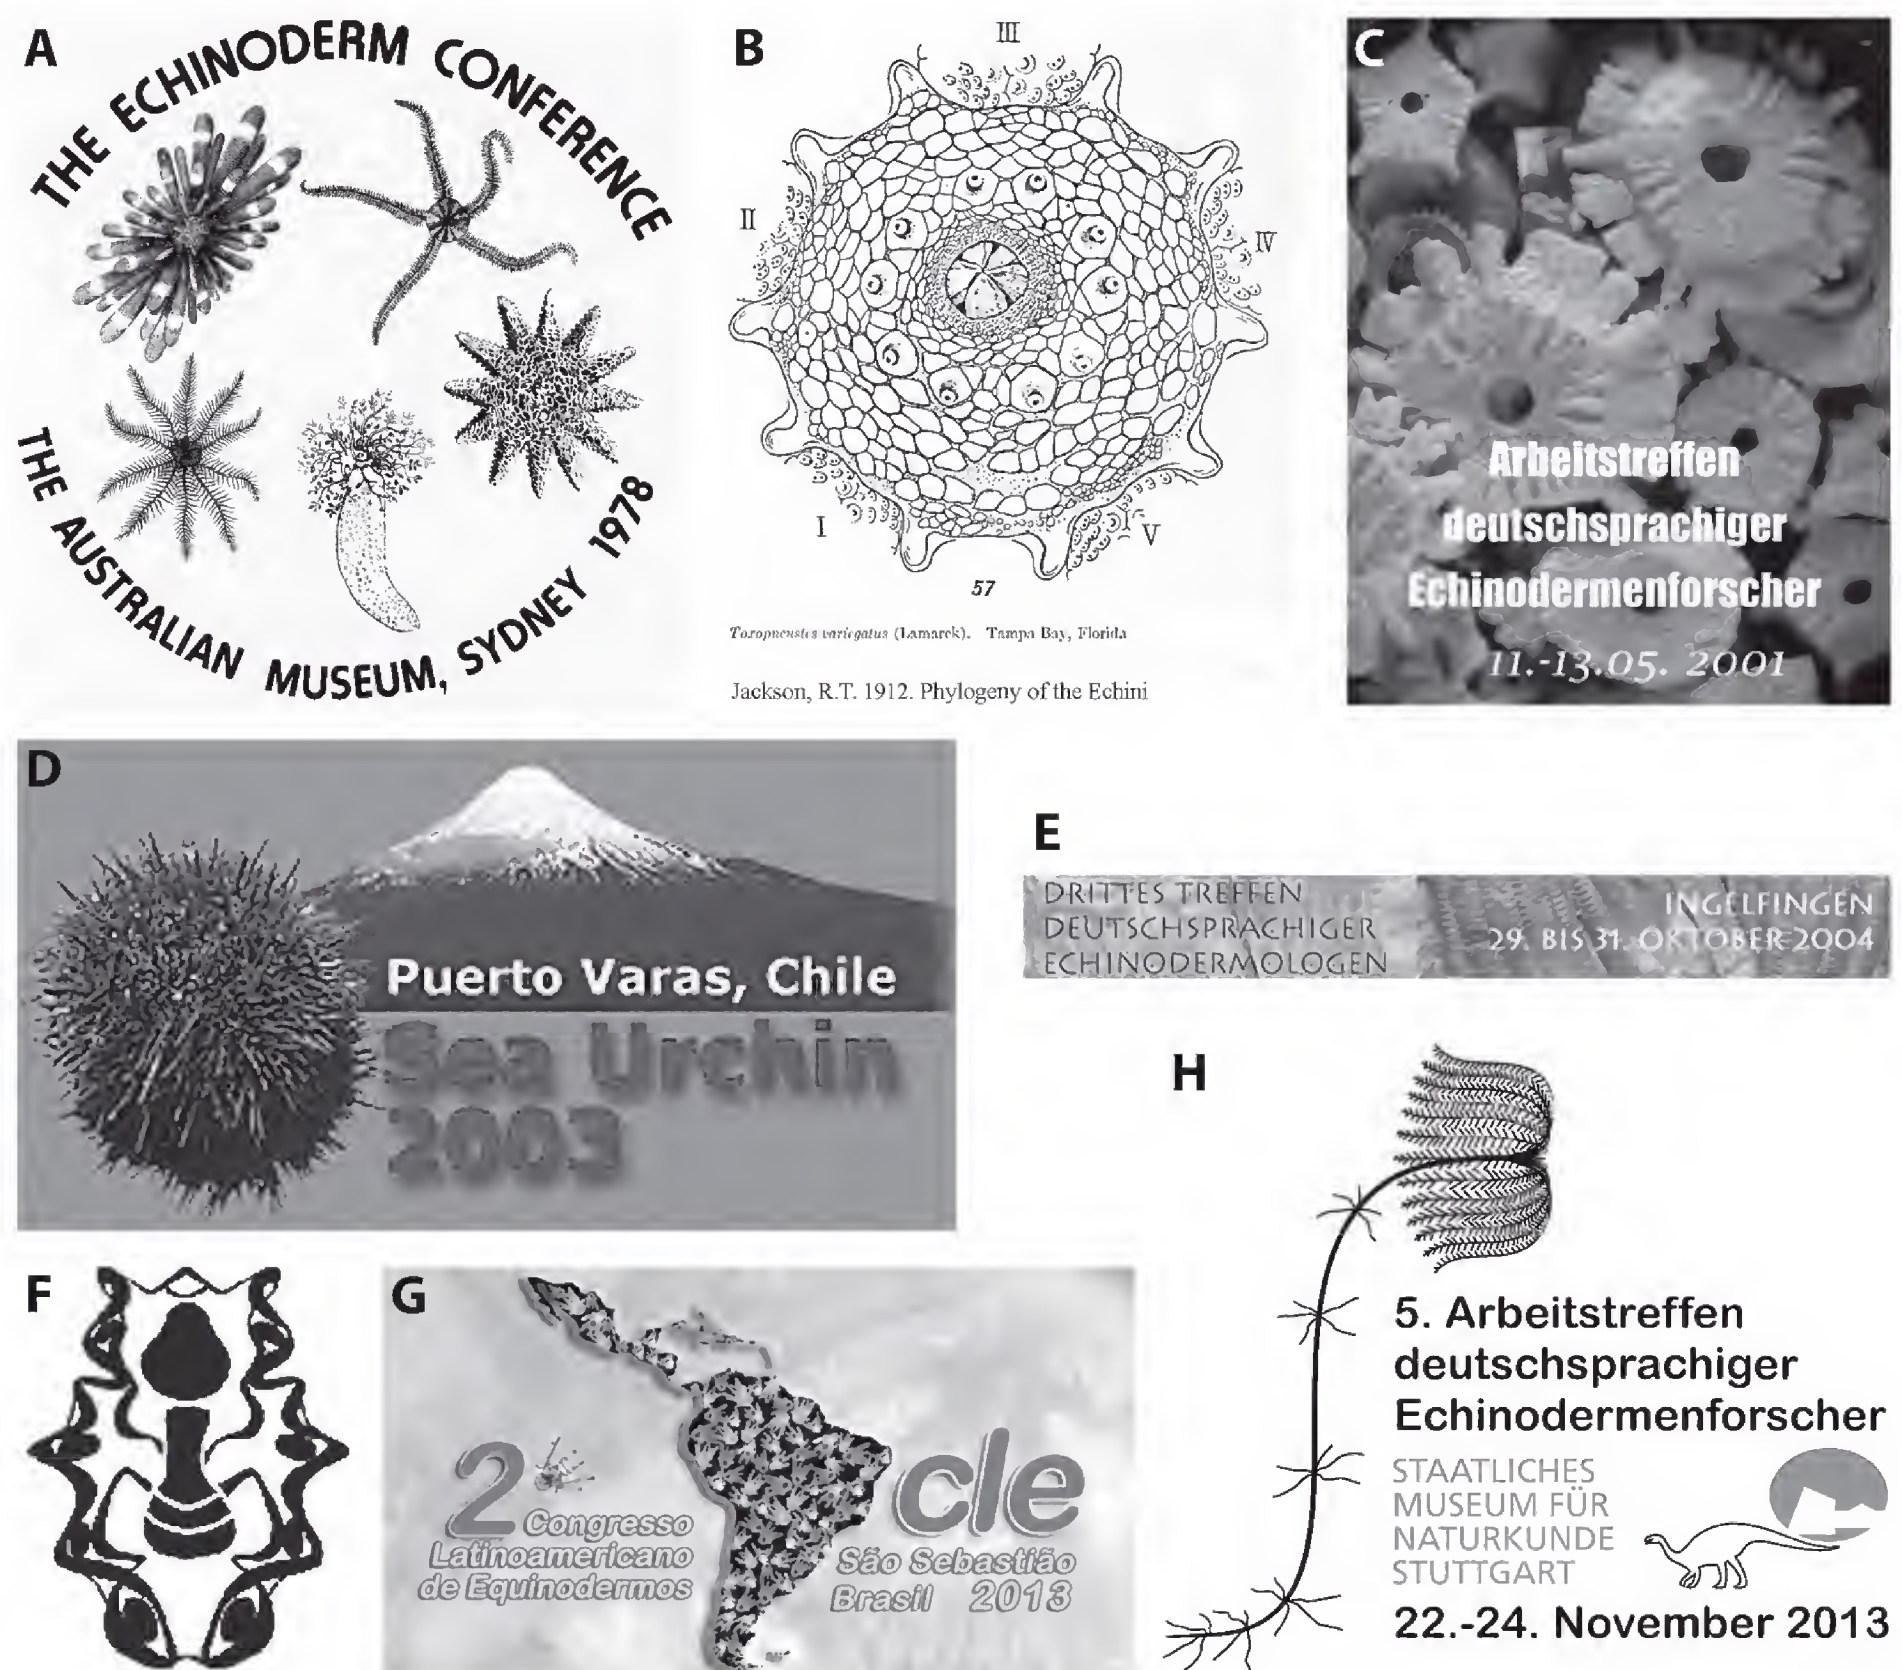 A
THE ECHINODERM CONFERENCE
THE AUSTRALIAN MUSEUM, SYDNEY 1978
B
III
II
IV
I
V
57
Toxopneustes variegatus (Lamarck). Tampa Bay, Florida
Jackson, R.T. 1912. Phylogeny of the Echini
C
Arbeitstreffen
deutschsprachiger
Echinodermenforscher
11.-13.05. 2001
D
Puerto Varas, Chile
Sea Urchin
2003
E
DRITTES TREFFEN
DEUTSCHSPRACHIGER
ECHINODERMOLOGEN
INGELFINGEN
29. BIS 31. OKTOBER 2004
F
G
2
Congresso
Latinoamericano
de Equinodermos
cle
São Sebastião
Brasil 2013
H
5. Arbeitstreffen
deutschsprachiger
Echinodermenforscher
STAATLICHES
MUSEUM FÜR
NATURKUNDE
STUTTGART
22.-24. November 2013